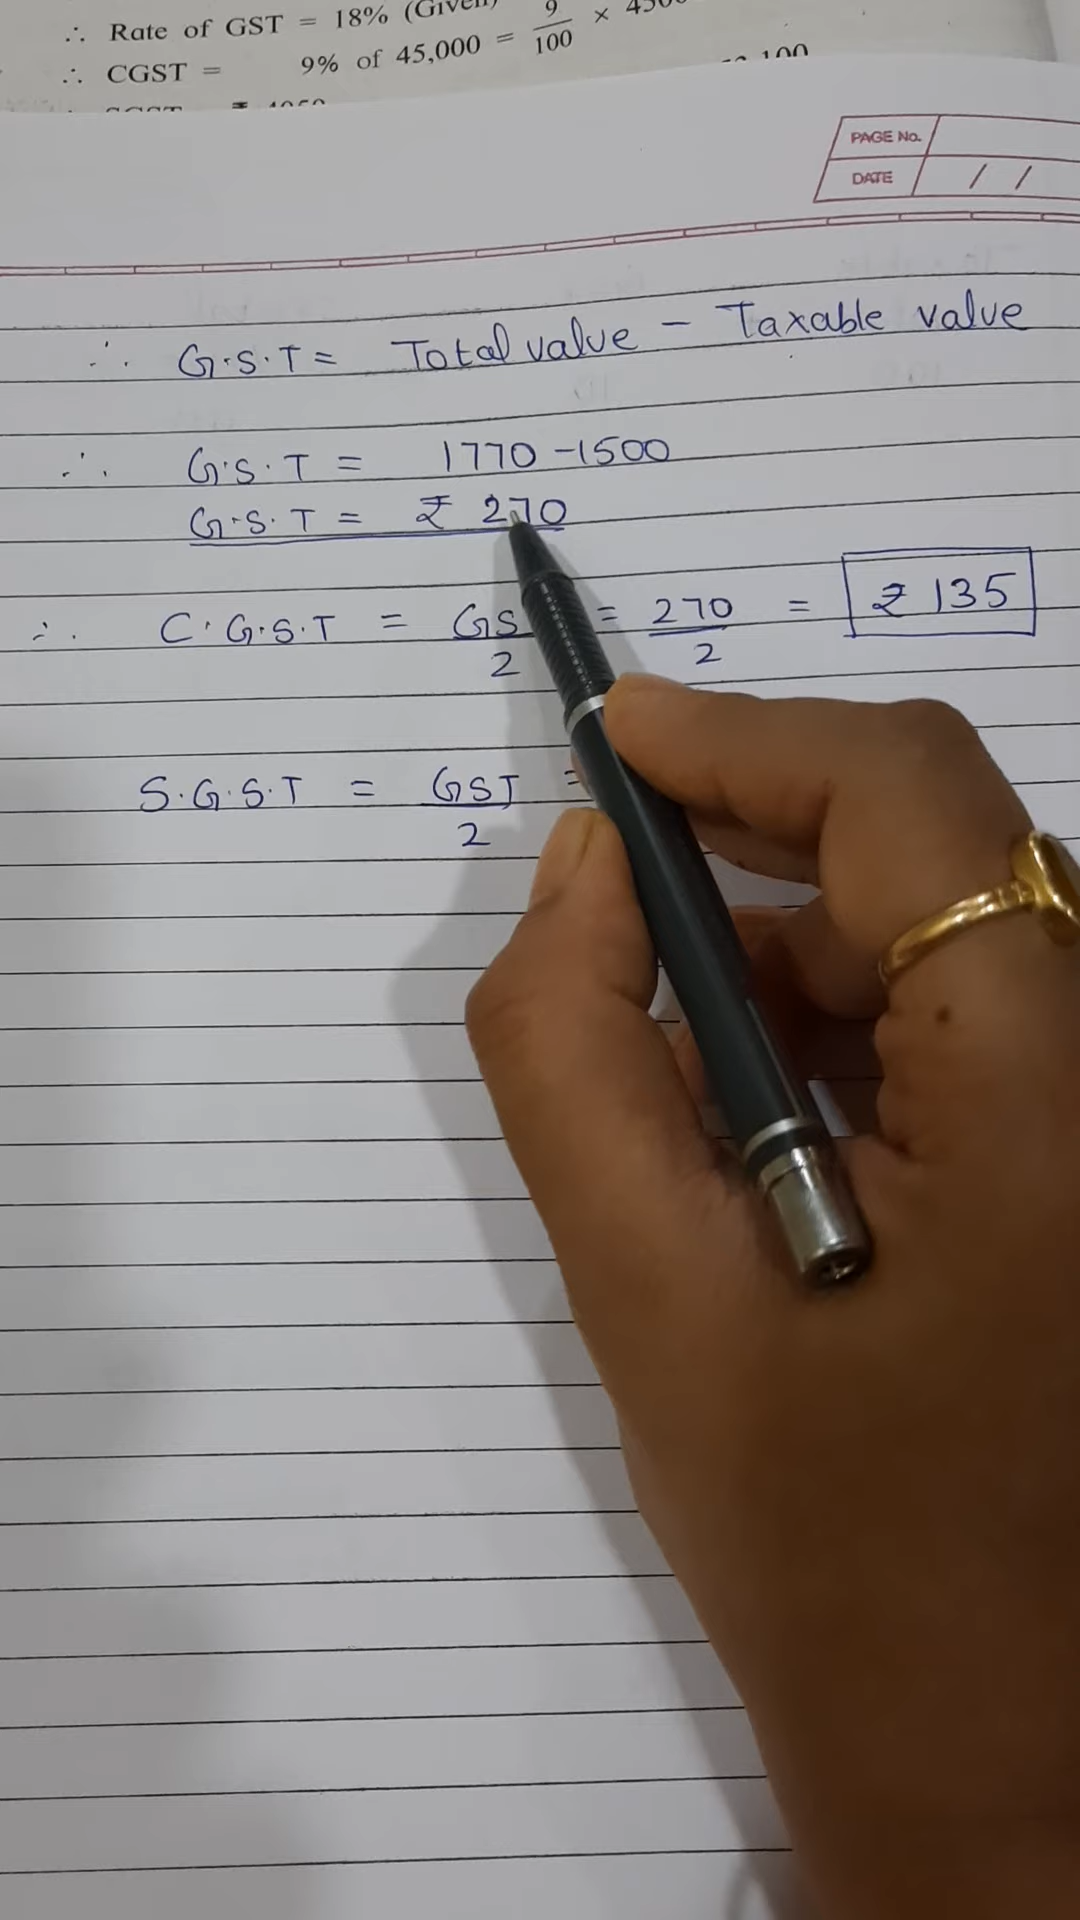 ∴ Rate of GST = 18% (Given)
∴ CGST = 9% of 45,000 = 9/100 ×
PAGE No.
DATE / /
∴ G.S.T = Total value - Taxable value
∴ G.S.T = 1770 - 1500
G.S.T = ₹ 270
∴ C.G.S.T = GS/2 = 270/2 = ₹ 135
S.G.S.T = GST/2 =